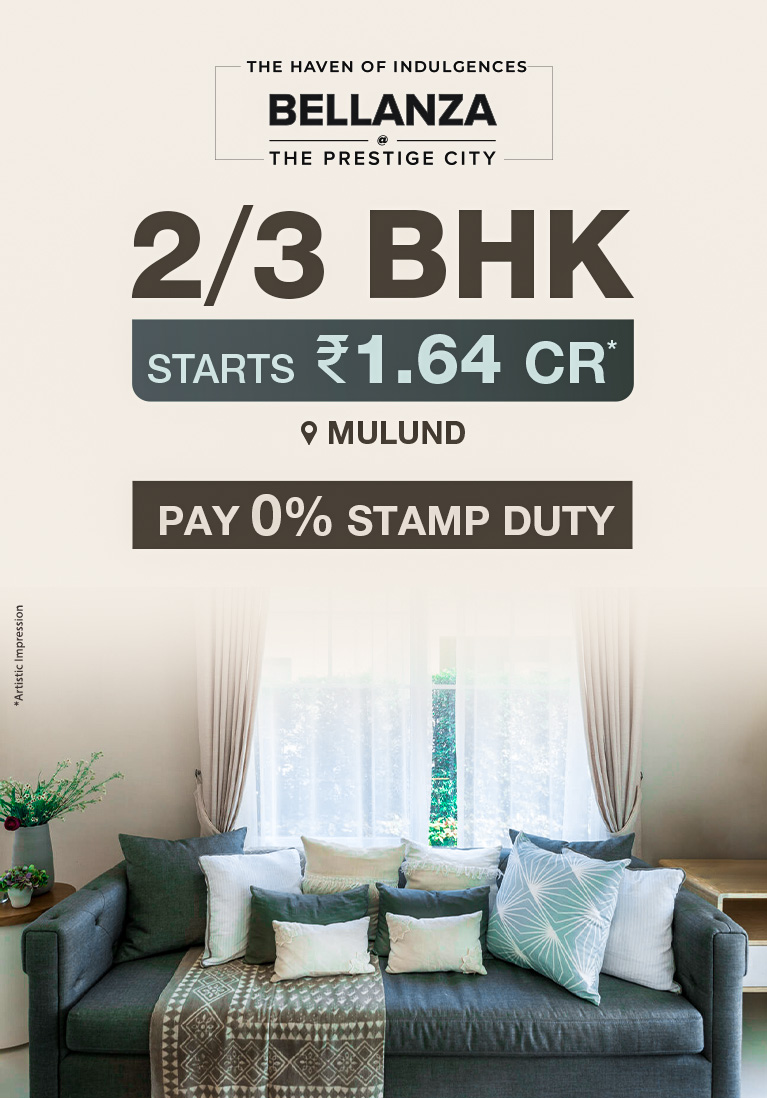 THE HAVEN OF INDULGENCES
BELLANZA
@
THE PRESTIGE CITY
2/3 BHK
STARTS ₹1.64 CR*
MULUND
PAY 0% STAMP DUTY
*Artistic Impression